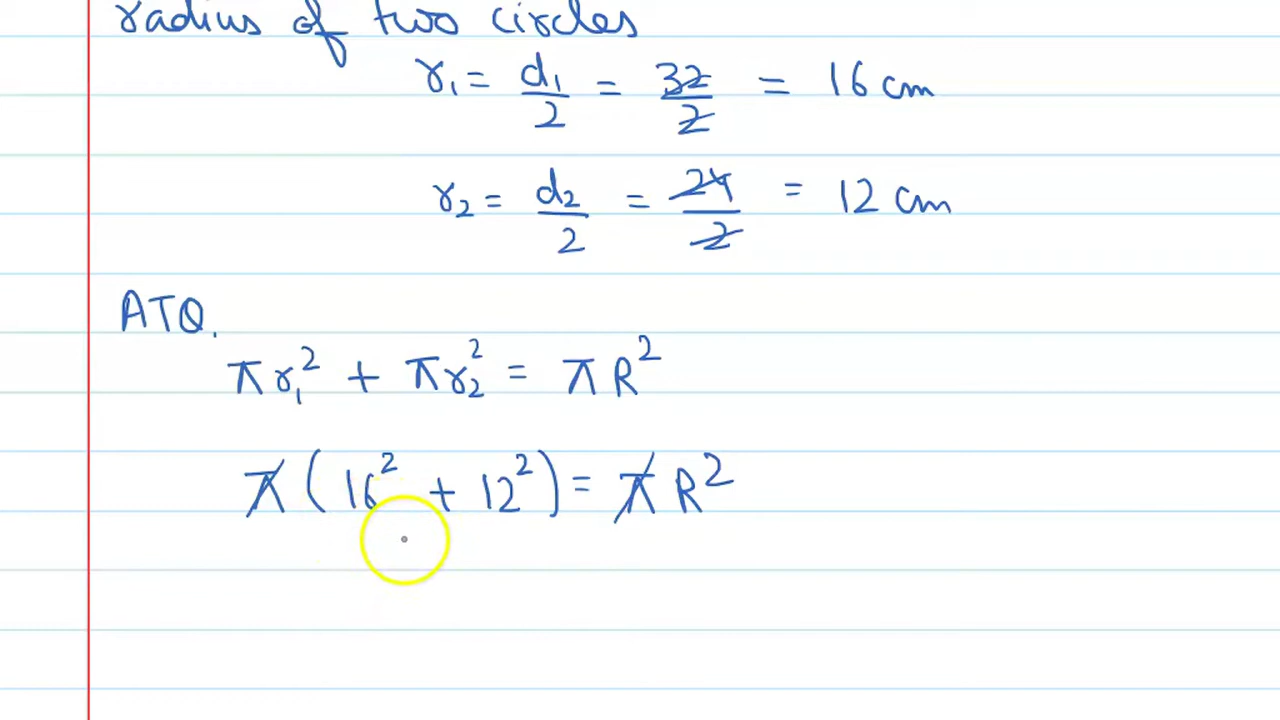 radius of two circles
r₁ = d₁/2 = 32/2 = 16 cm
r₂ = d₂/2 = 24/2 = 12 cm
ATQ.
πr₁² + πr₂² = πR²
π(16² + 12²) = πR²